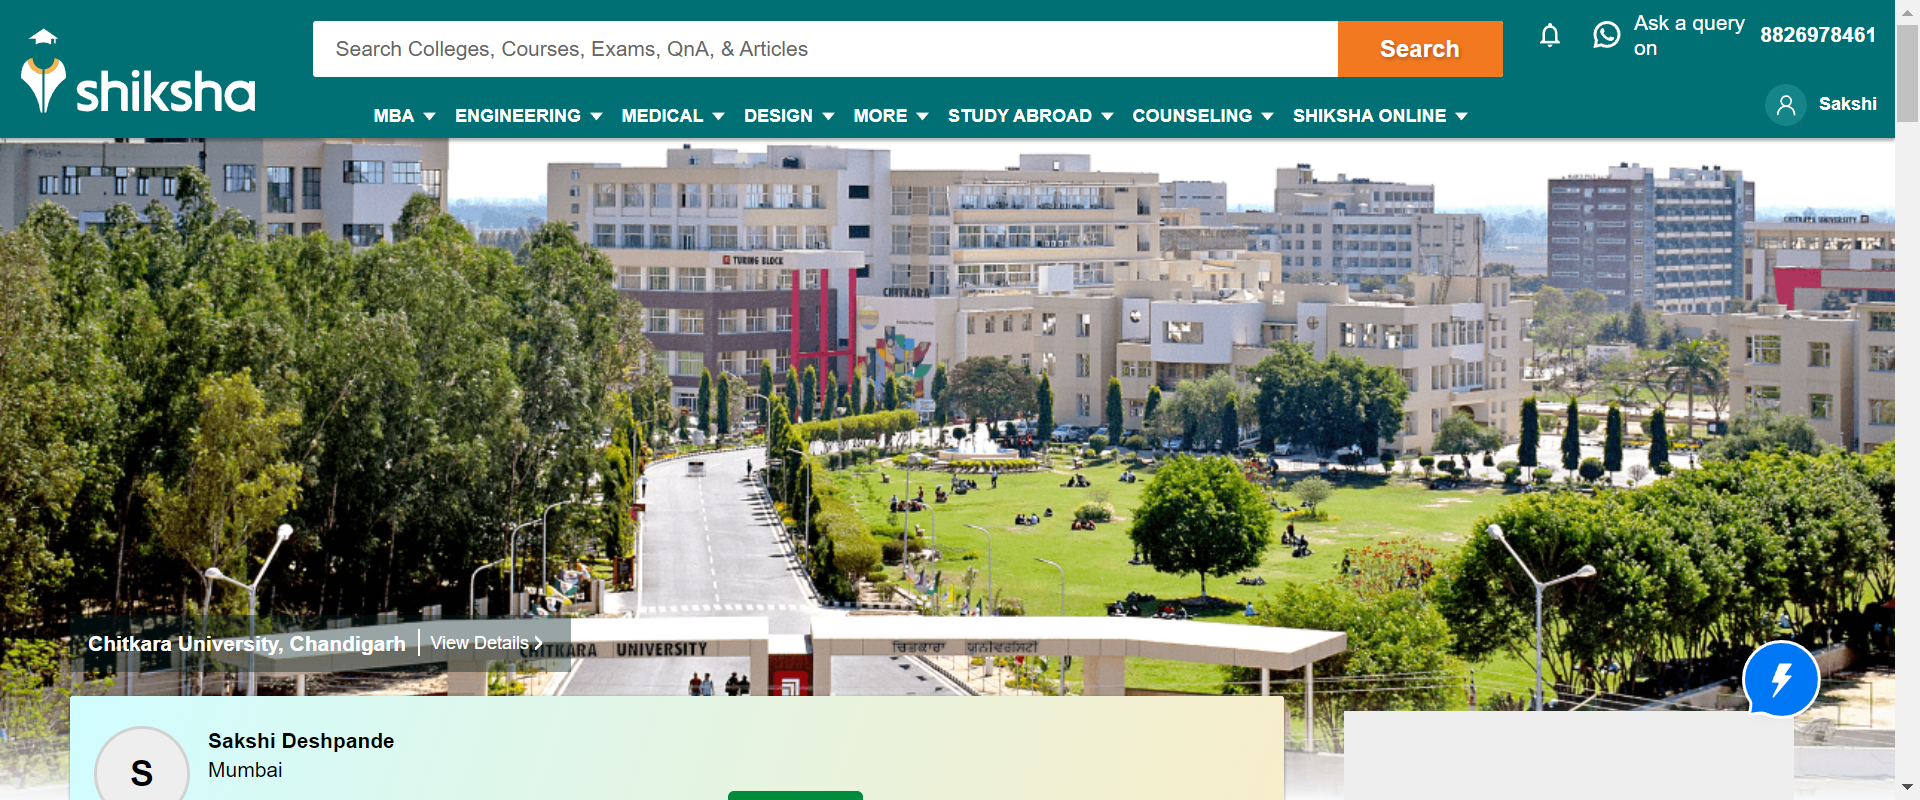 shiksha
Search Colleges, Courses, Exams, QnA, & Articles
Search
Ask a query
on
8826978461
MBA
ENGINEERING
MEDICAL
DESIGN
MORE
STUDY ABROAD
COUNSELING
SHIKSHA ONLINE
Sakshi
CHITKARA UNIVERSITY
TURING BLOCK
CHITKARA
Chitkara University, Chandigarh
View Details
CHITKARA UNIVERSITY
ਚਿਤਕਾਰਾ ਯੂਨੀਵਰਸਿਟੀ
S
Sakshi Deshpande
Mumbai